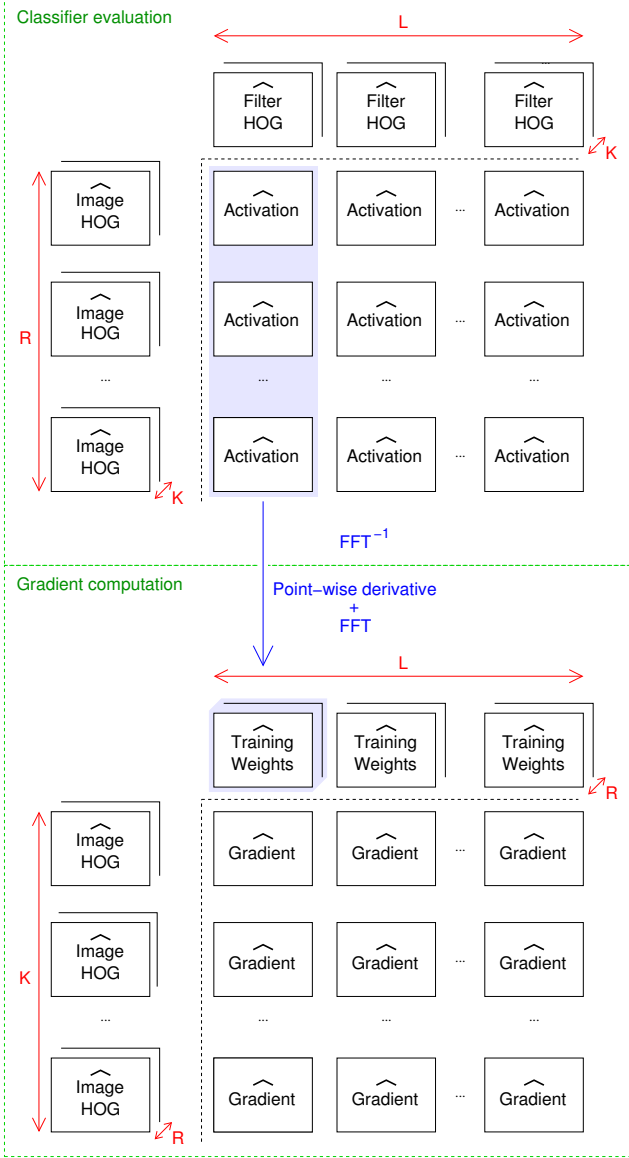 Classifier evaluation
L
...
Filter HOG
Filter HOG
Filter HOG
K
Image HOG
Activation
Activation
...
Activation
R
Image HOG
Activation
Activation
...
Activation
...
...
...
...
Image HOG
Activation
Activation
...
Activation
K
FFT⁻¹
Gradient computation
Point-wise derivative
+
FFT
L
Training Weights
Training Weights
Training Weights
R
Image HOG
Gradient
Gradient
...
Gradient
K
Image HOG
Gradient
Gradient
...
Gradient
...
...
...
...
Image HOG
Gradient
Gradient
...
Gradient
R